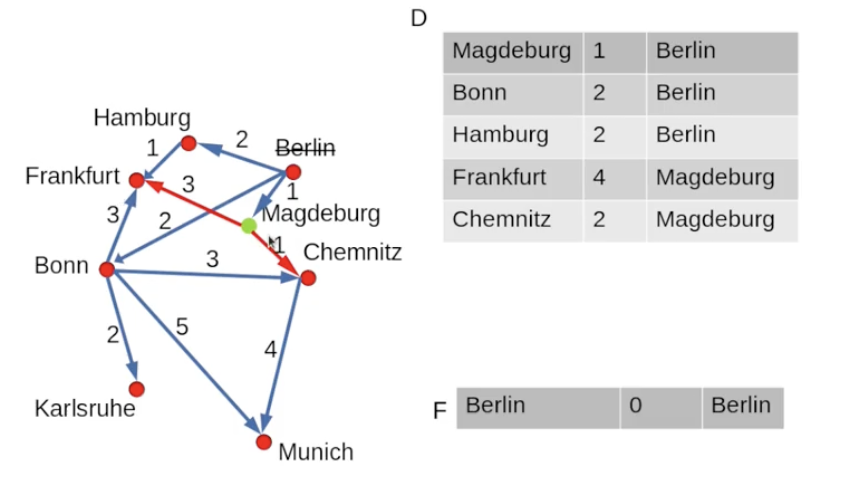 D
Magdeburg 1 Berlin
Bonn 2 Berlin
Hamburg 2 Berlin
Frankfurt 4 Magdeburg
Chemnitz 2 Magdeburg
Hamburg
1
2
Berlin
Frankfurt
3
1
Magdeburg
3
2
1
Chemnitz
Bonn
3
2
5
4
Karlsruhe
Munich
F Berlin 0 Berlin